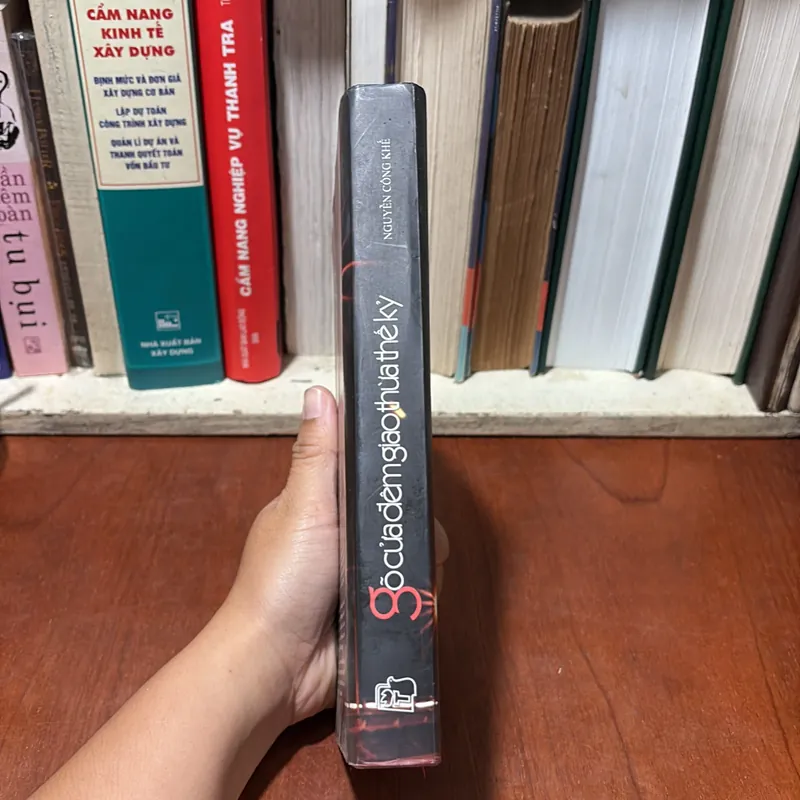 CẨM NANG
KINH TẾ
XÂY DỰNG
ĐỊNH MỨC VÀ ĐƠN GIÁ
XÂY DỰNG CƠ BẢN
LẬP DỰ TOÁN
CÔNG TRÌNH XÂY DỰNG
QUẢN LÍ DỰ ÁN VÀ
THANH QUYẾT TOÁN
VỐN ĐẦU TƯ
NHÀ XUẤT BẢN
XÂY DỰNG
CẨM NANG NGHIỆP VỤ THANH TRA
tu bụi
NGUYỄN CÔNG KHẾ
gõ cửa đêm giao thừa thế kỷ